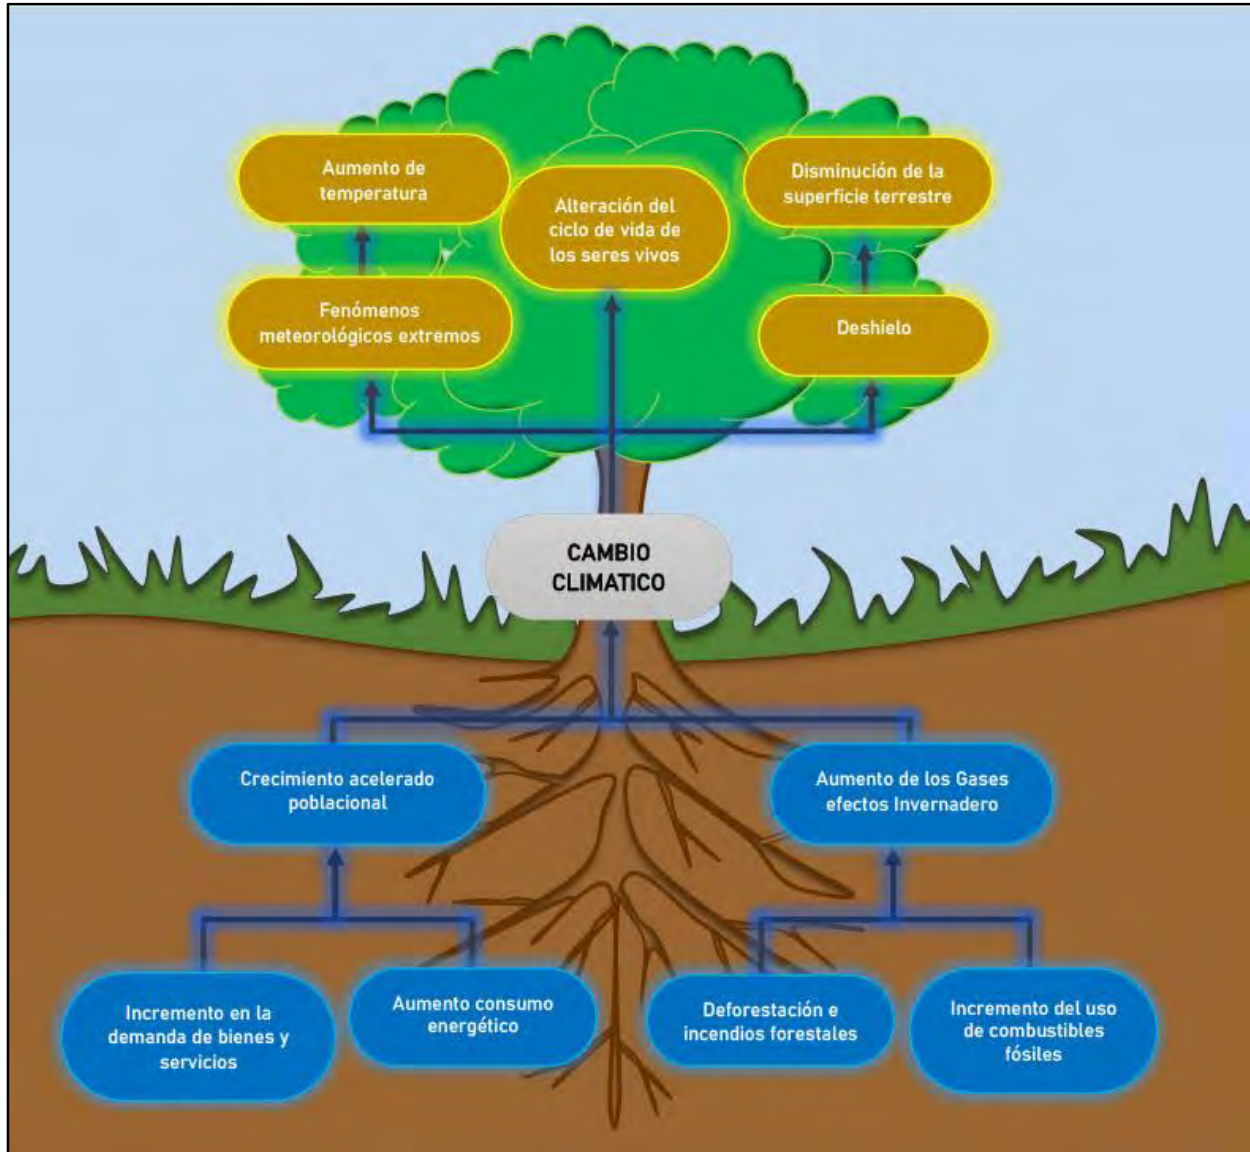 Aumento de
temperatura
Alteración del
ciclo de vida de
los seres vivos
Disminución de la
superficie terrestre
Fenómenos
meteorológicos extremos
Deshielo
CAMBIO
CLIMATICO
Crecimiento acelerado
poblacional
Aumento de los Gases
efectos Invernadero
Incremento en la
demanda de bienes y
servicios
Aumento consumo
energético
Deforestación e
incendios forestales
Incremento del uso
de combustibles
fósiles